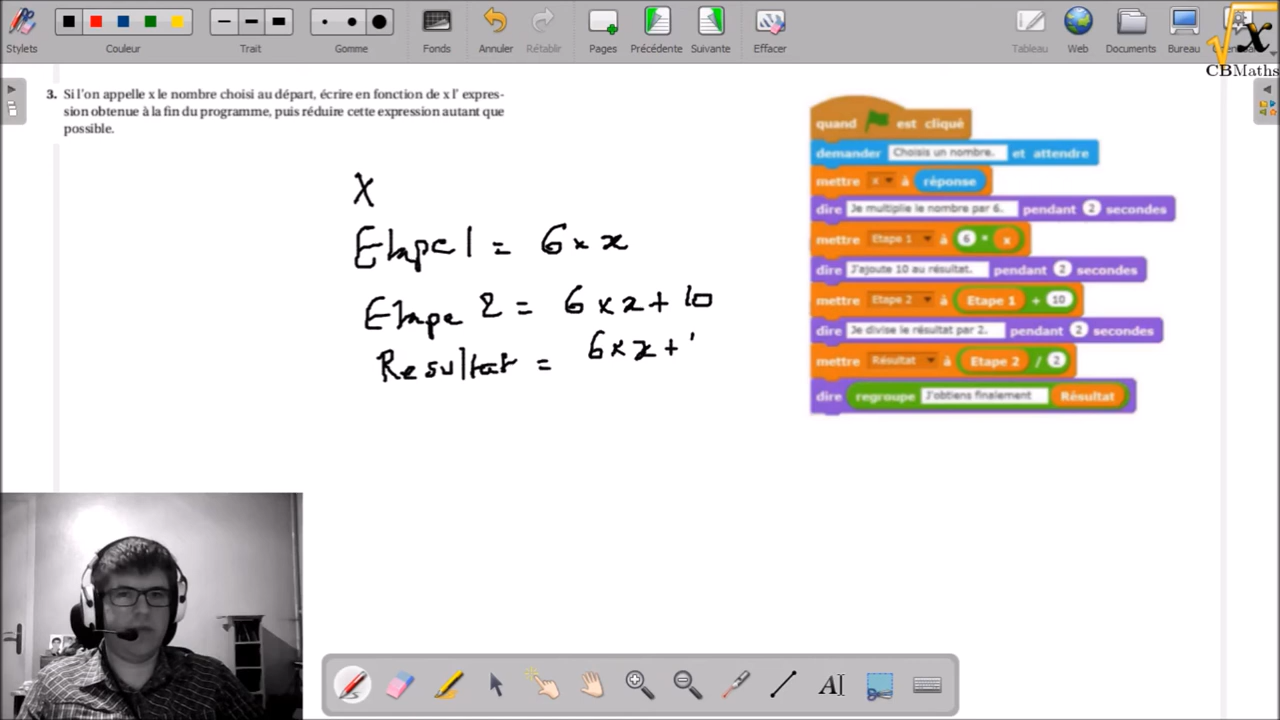 Stylets
Couleur
Trait
Gomme
Fonds
Annuler
Rétablir
Pages
Précédente
Suivante
Effacer
Tableau
Web
Documents
Bureau
√x
CBMaths
3. Si l'on appelle x le nombre choisi au départ, écrire en fonction de x l' expres-
sion obtenue à la fin du programme, puis réduire cette expression autant que
possible.
X
Etape 1 = 6 × x
Etape 2 = 6 × x + 10
Resultat = 6 × x +
quand est cliqué
demander Choisis un nombre. et attendre
mettre x à réponse
dire Je multiplie le nombre par 6. pendant 2 secondes
mettre Etape 1 à 6 * x
dire J'ajoute 10 au résultat. pendant 2 secondes
mettre Etape 2 à Etape 1 + 10
dire Je divise le résultat par 2. pendant 2 secondes
mettre Résultat à Etape 2 / 2
dire regroupe J'obtiens finalement Résultat
AI